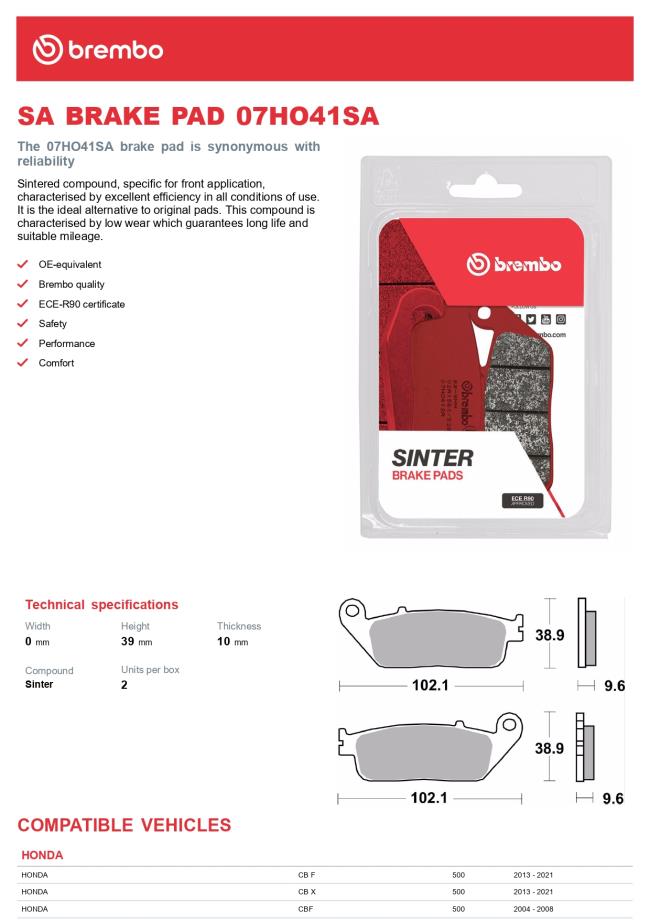 brembo
SA BRAKE PAD 07HO41SA
The 07HO41SA brake pad is synonymous with
reliability
Sintered compound, specific for front application,
characterised by excellent efficiency in all conditions of use.
It is the ideal alternative to original pads. This compound is
characterised by low wear which guarantees long life and
suitable mileage.
OE-equivalent
Brembo quality
ECE-R90 certificate
Safety
Performance
Comfort
brembo
FOLLOW US
brembo
SINTER
BRAKE PADS
ECE R90
APPROVED
Technical specifications
Width Height Thickness
0 mm 39 mm 10 mm
Compound Units per box
Sinter 2
38.9
102.1 9.6
38.9
102.1 9.6
COMPATIBLE VEHICLES
HONDA
HONDA CB F 500 2013 - 2021
HONDA CB X 500 2013 - 2021
HONDA CBF 500 2004 - 2008